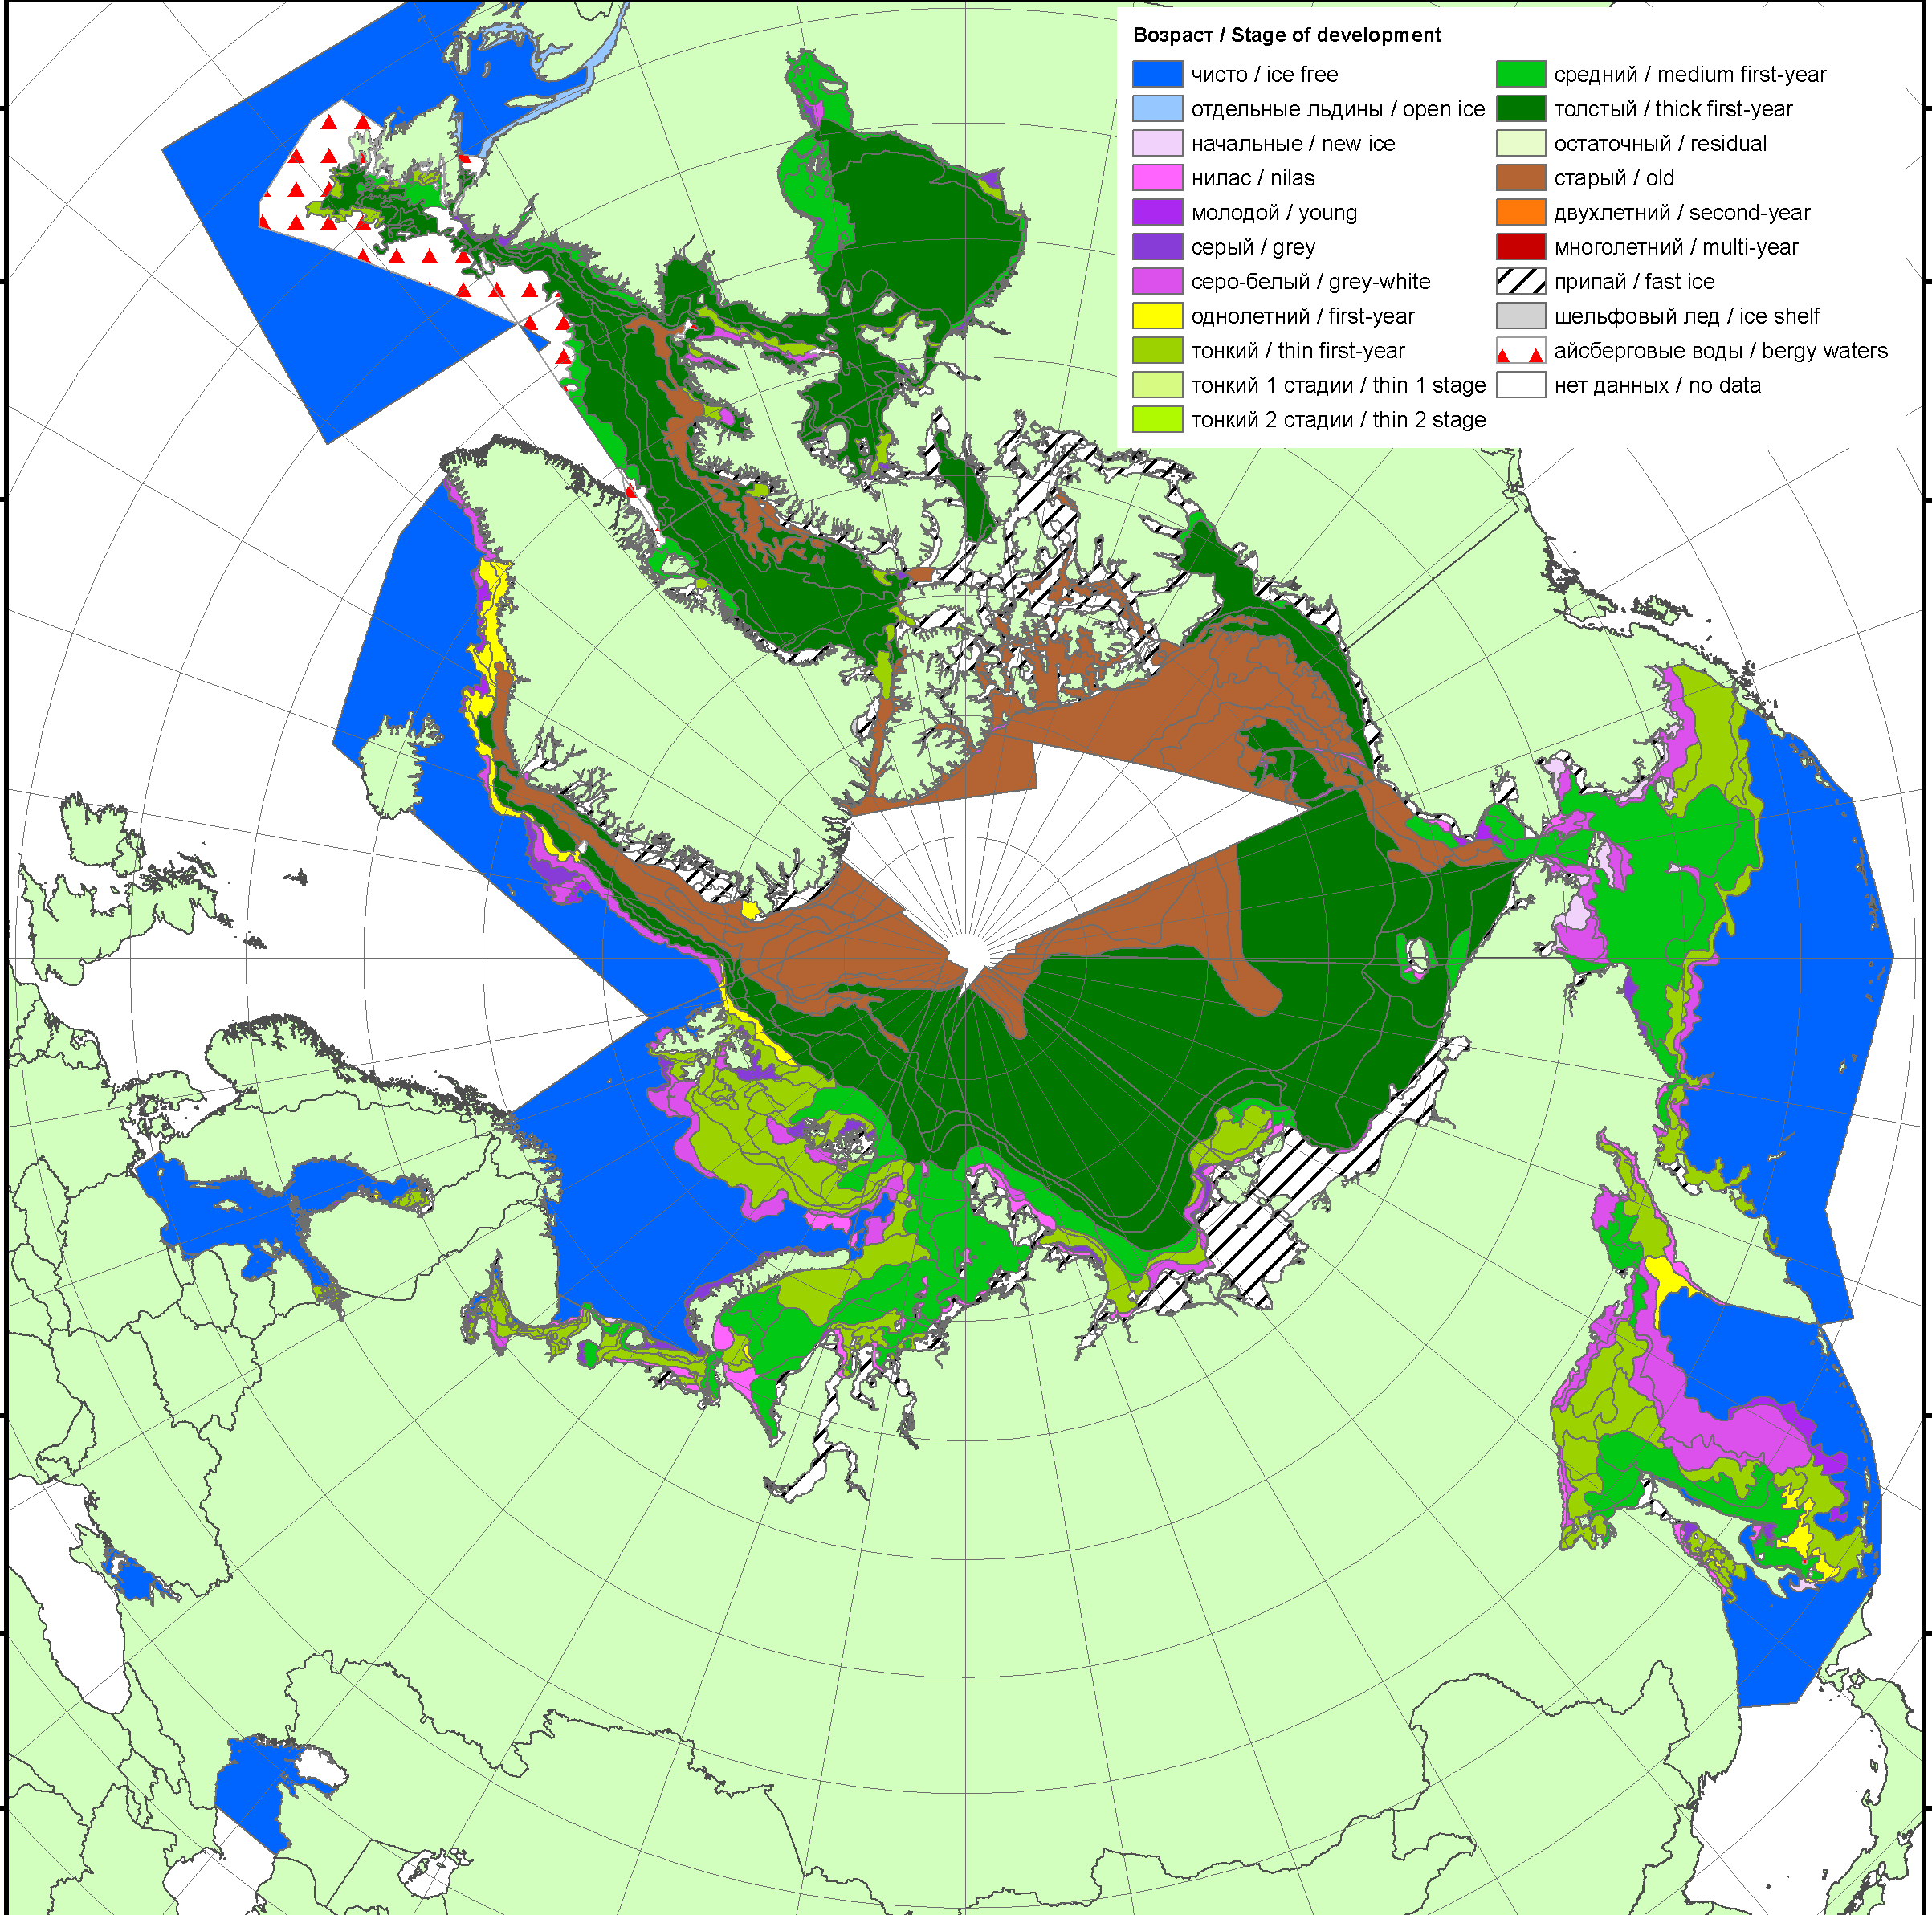 Возраст / Stage of development
чисто / ice free
отдельные льдины / open ice
начальные / new ice
нилас / nilas
молодой / young
серый / grey
серо-белый / grey-white
однолетний / first-year
тонкий / thin first-year
тонкий 1 стадии / thin 1 stage
тонкий 2 стадии / thin 2 stage
средний / medium first-year
толстый / thick first-year
остаточный / residual
старый / old
двухлетний / second-year
многолетний / multi-year
припай / fast ice
шельфовый лед / ice shelf
айсберговые воды / bergy waters
нет данных / no data